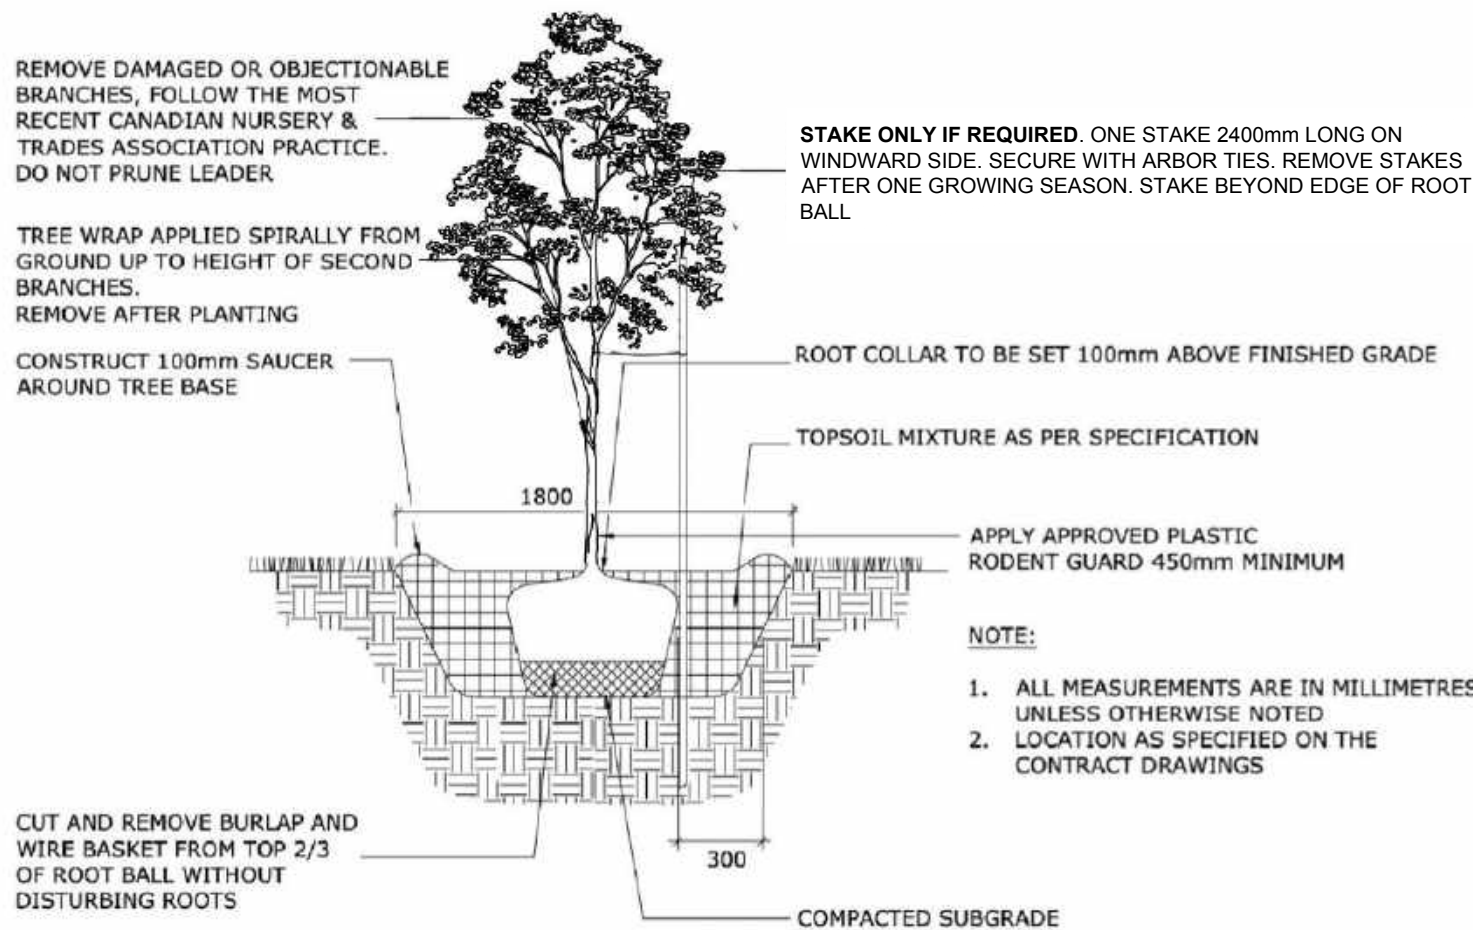 REMOVE DAMAGED OR OBJECTIONABLE
BRANCHES, FOLLOW THE MOST
RECENT CANADIAN NURSERY &
TRADES ASSOCIATION PRACTICE.
DO NOT PRUNE LEADER
STAKE ONLY IF REQUIRED. ONE STAKE 2400mm LONG ON
WINDWARD SIDE. SECURE WITH ARBOR TIES. REMOVE STAKES
AFTER ONE GROWING SEASON. STAKE BEYOND EDGE OF ROOT
BALL
TREE WRAP APPLIED SPIRALLY FROM
GROUND UP TO HEIGHT OF SECOND
BRANCHES.
REMOVE AFTER PLANTING
CONSTRUCT 100mm SAUCER
AROUND TREE BASE
ROOT COLLAR TO BE SET 100mm ABOVE FINISHED GRADE
TOPSOIL MIXTURE AS PER SPECIFICATION
1800
APPLY APPROVED PLASTIC
RODENT GUARD 450mm MINIMUM
NOTE:
1. ALL MEASUREMENTS ARE IN MILLIMETRES
UNLESS OTHERWISE NOTED
2. LOCATION AS SPECIFIED ON THE
CONTRACT DRAWINGS
CUT AND REMOVE BURLAP AND
WIRE BASKET FROM TOP 2/3
OF ROOT BALL WITHOUT
DISTURBING ROOTS
300
COMPACTED SUBGRADE